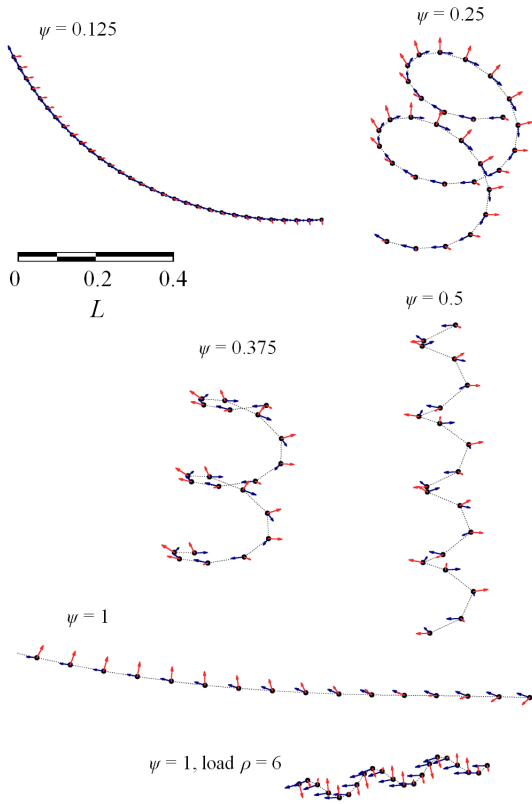 ψ = 0.125
ψ = 0.25
0 0.2 0.4
L
ψ = 0.5
ψ = 0.375
ψ = 1
ψ = 1, load ρ = 6